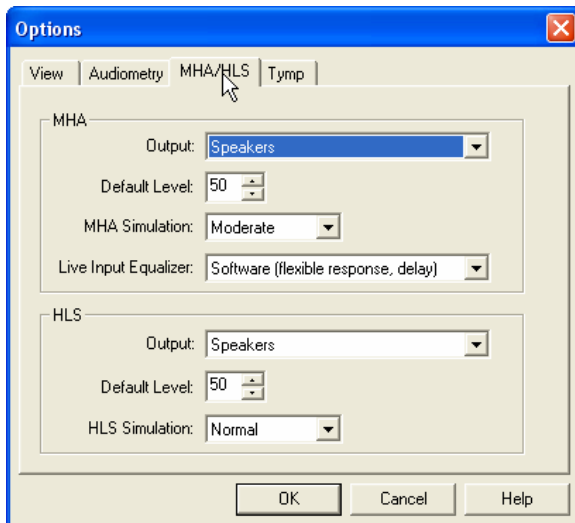 Options
View Audiometry MHA/HLS Tymp
MHA
Output: Speakers
Default Level: 50
MHA Simulation: Moderate
Live Input Equalizer: Software (flexible response, delay)
HLS
Output: Speakers
Default Level: 50
HLS Simulation: Normal
OK Cancel Help